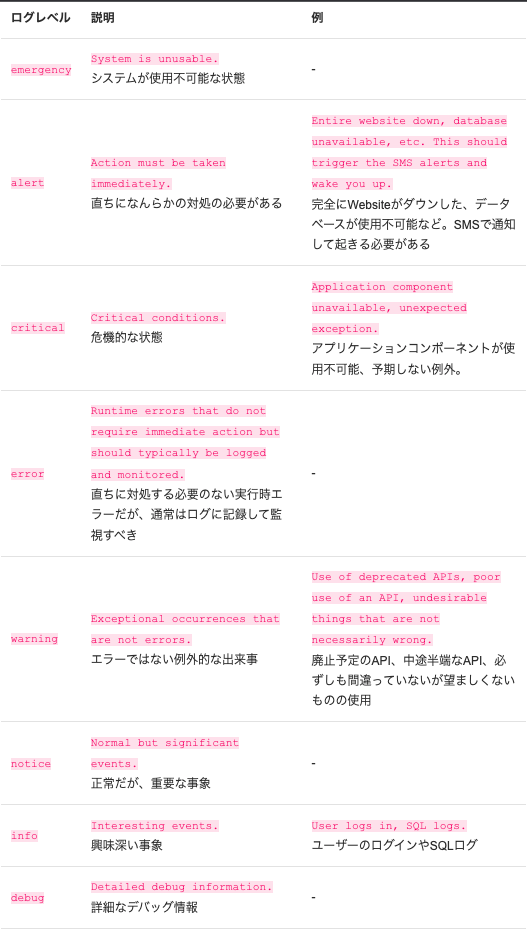 ログレベル 説明 例
emergency
System is unusable.
システムが使用不可能な状態
-
alert
Action must be taken
immediately.
直ちになんらかの対処の必要がある
Entire website down, database
unavailable, etc. This should
trigger the SMS alerts and
wake you up.
完全にWebsiteがダウンした、データ
ベースが使用不可能など。SMSで通知
して起きる必要がある
critical
Critical conditions.
危機的な状態
Application component
unavailable, unexpected
exception.
アプリケーションコンポーネントが使
用不可能、予期しない例外。
error
Runtime errors that do not
require immediate action but
should typically be logged
and monitored.
直ちに対処する必要のない実行時エ
ラーだが、通常はログに記録して監
視すべき
-
warning
Exceptional occurrences that
are not errors.
エラーではない例外的な出来事
Use of deprecated APIs, poor
use of an API, undesirable
things that are not
necessarily wrong.
廃止予定のAPI、中途半端なAPI、必
ずしも間違っていないが望ましくない
ものの使用
notice
Normal but significant
events.
正常だが、重要な事象
-
info
Interesting events.
興味深い事象
User logs in, SQL logs.
ユーザーのログインやSQLログ
debug
Detailed debug information.
詳細なデバッグ情報
-